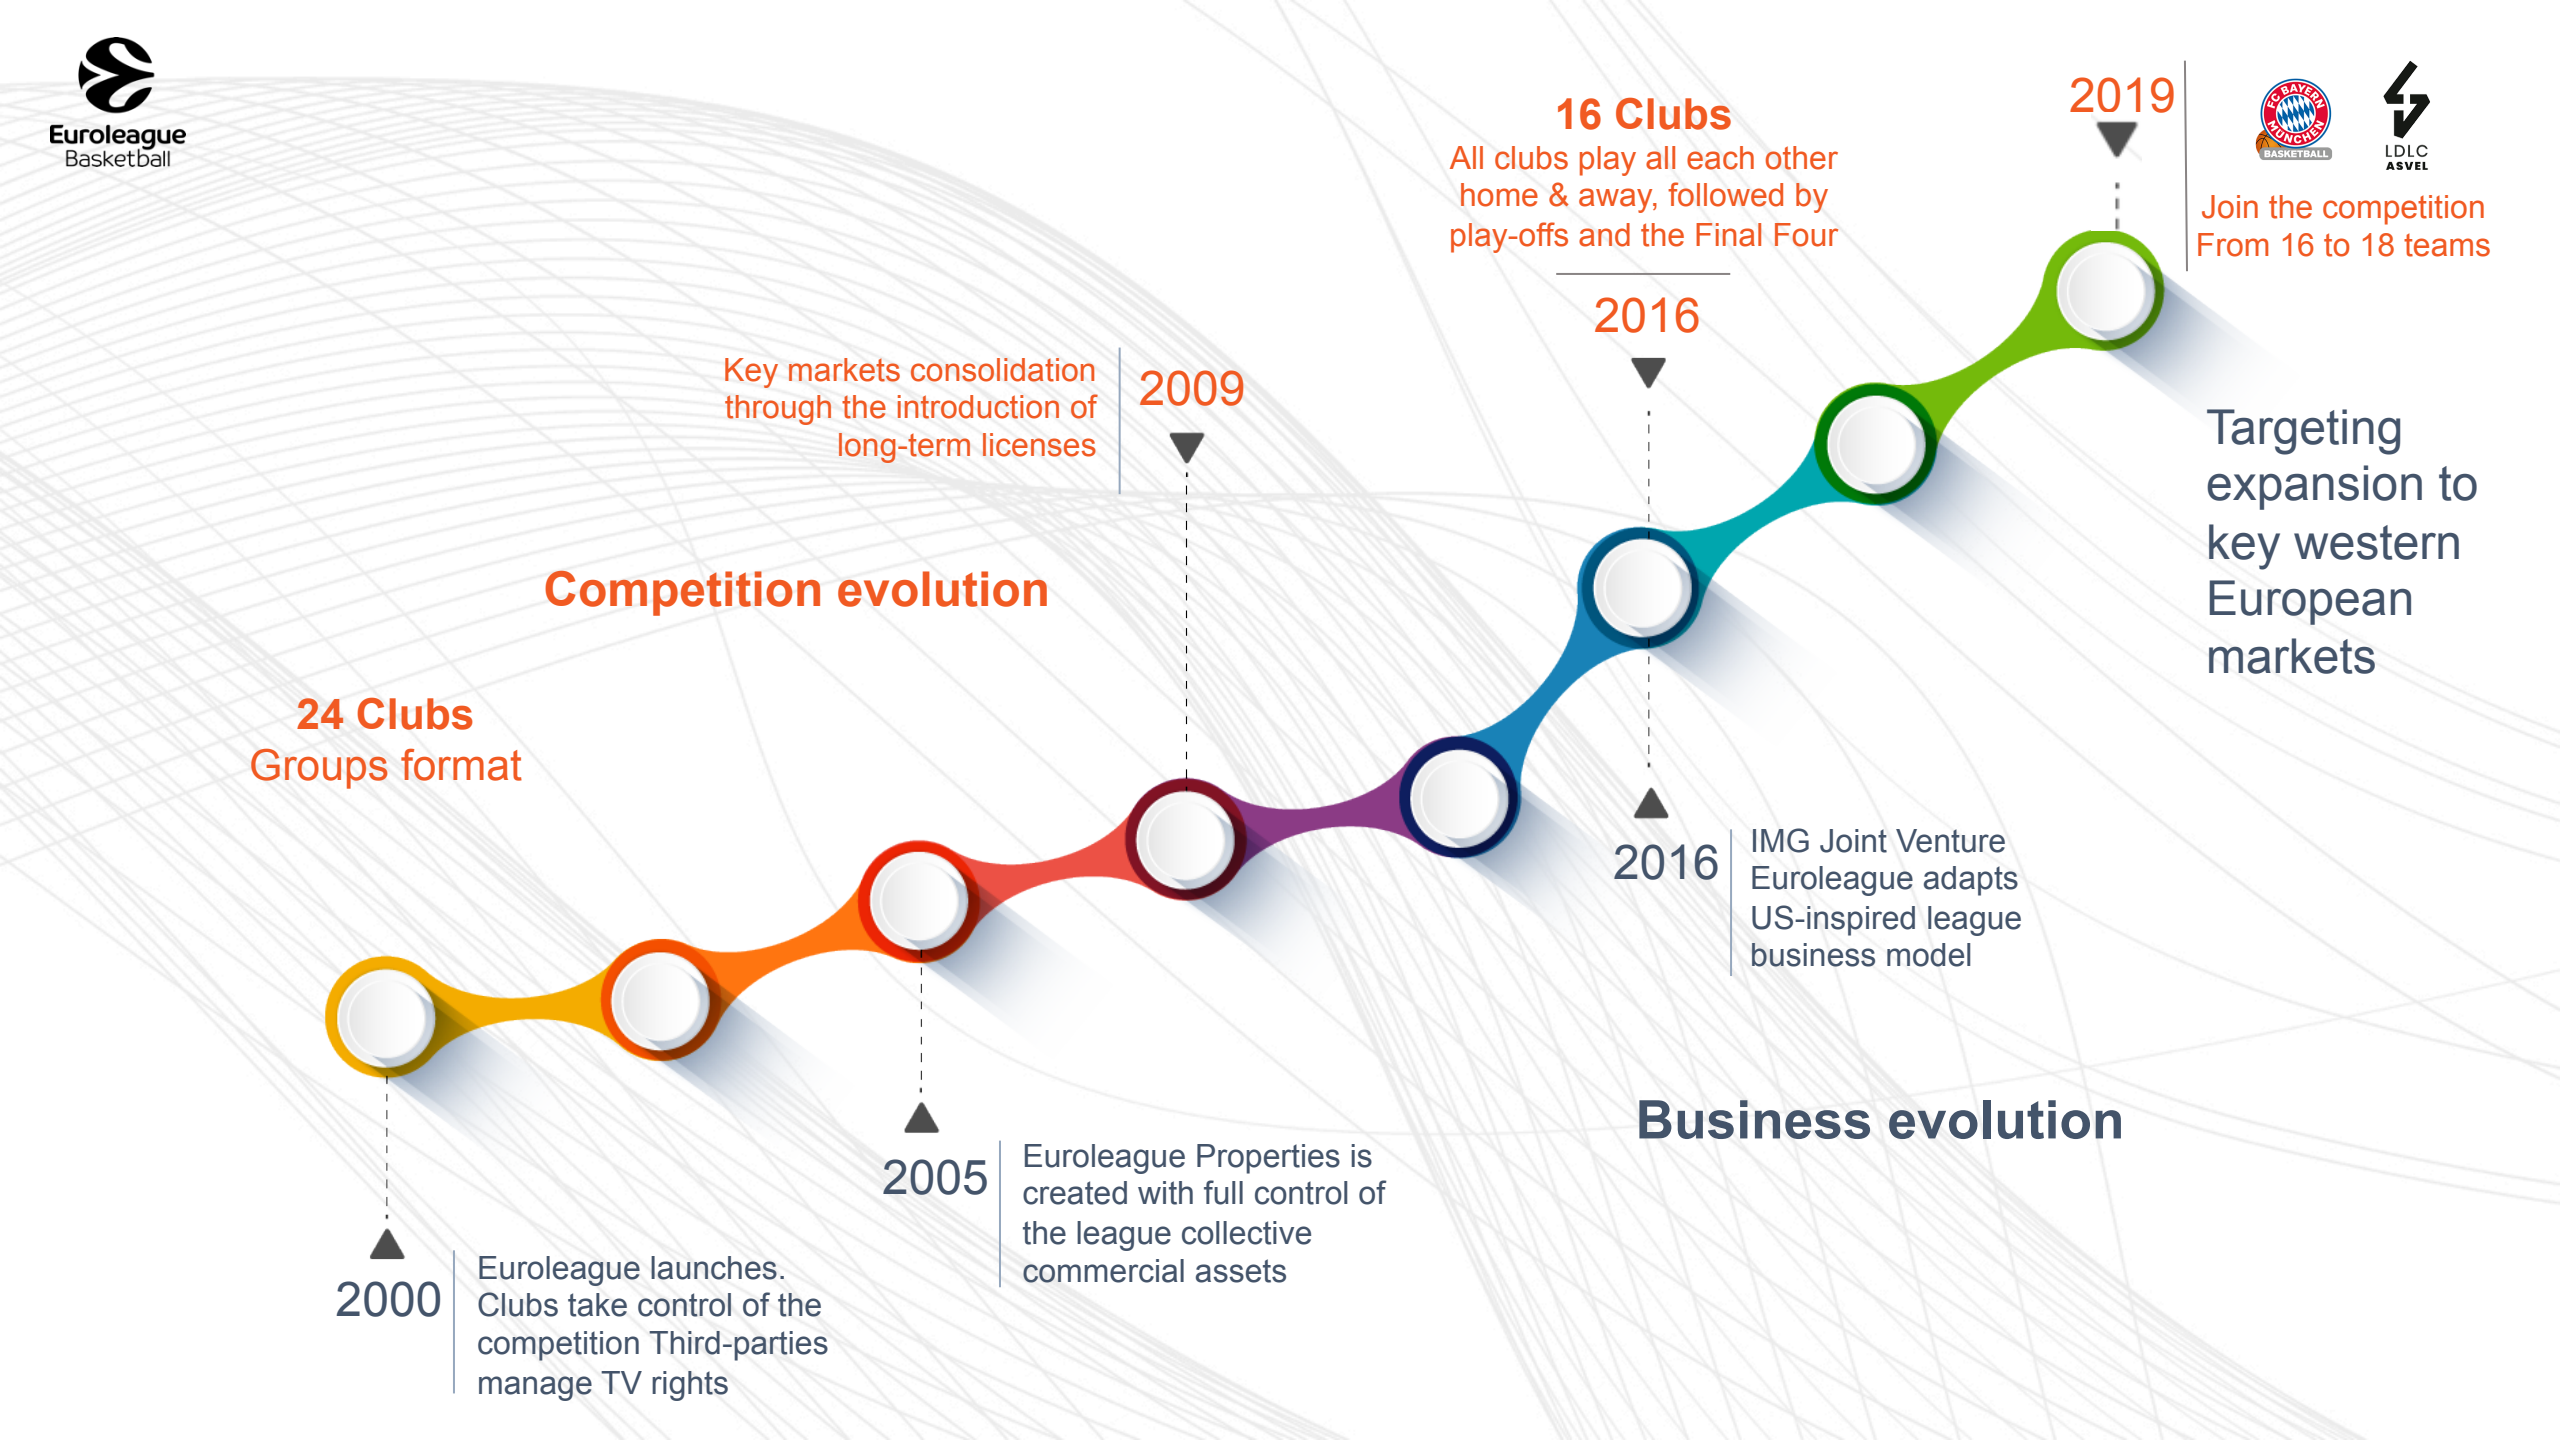 Euroleague
Basketball
24 Clubs
Groups format
Competition evolution
Key markets consolidation
through the introduction of
long-term licenses
2009
16 Clubs
All clubs play all each other
home & away, followed by
play-offs and the Final Four
2016
2019
FC BAYERN
MÜNCHEN
BASKETBALL
LDLC
ASVEL
Join the competition
From 16 to 18 teams
Targeting
expansion to
key western
European
markets
2000
Euroleague launches.
Clubs take control of the
competition Third-parties
manage TV rights
2005
Euroleague Properties is
created with full control of
the league collective
commercial assets
2016
IMG Joint Venture
Euroleague adapts
US-inspired league
business model
Business evolution